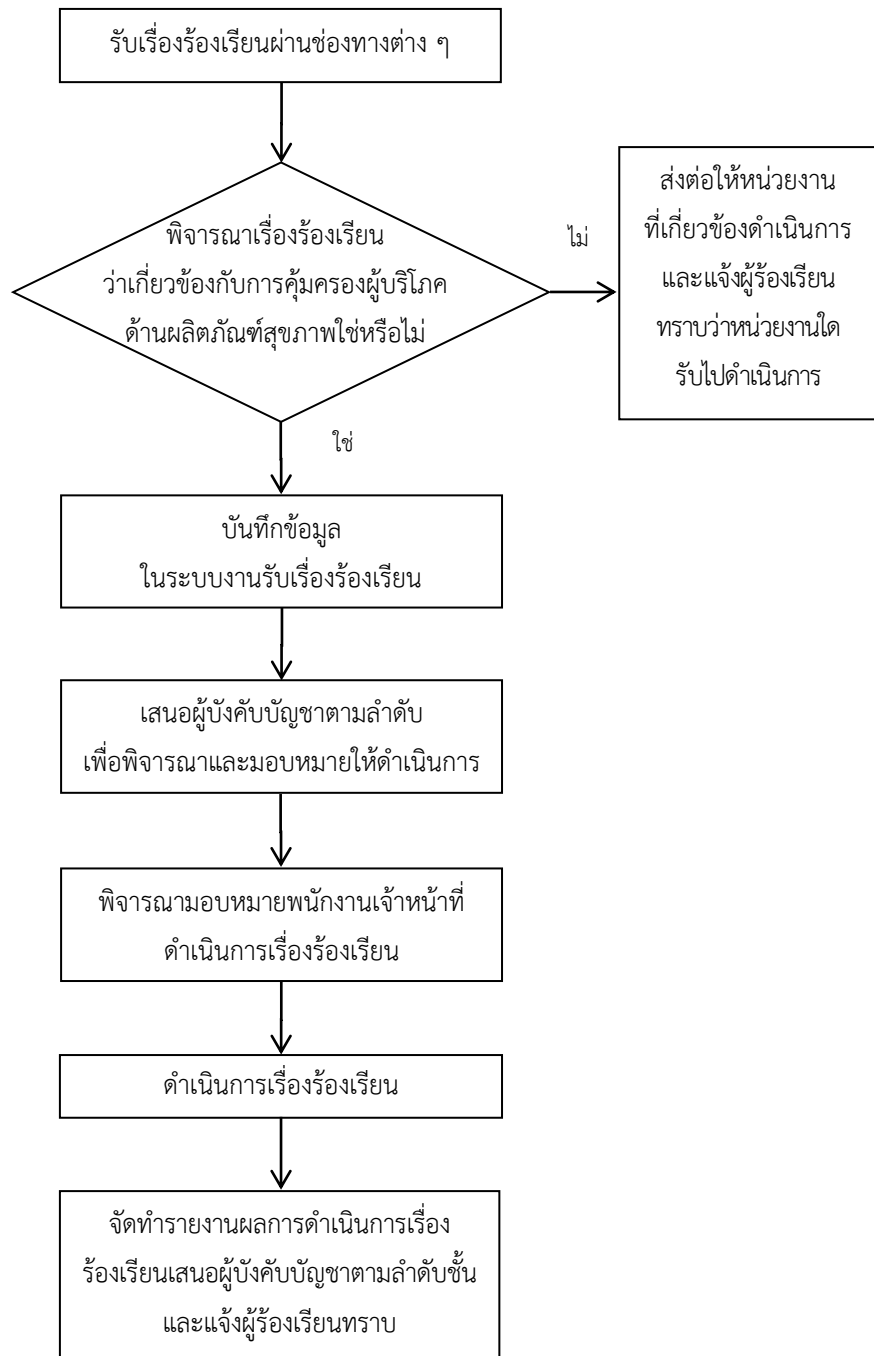 รับเรื่องร้องเรียนผ่านช่องทางต่าง ๆ
พิจารณาเรื่องร้องเรียน
ว่าเกี่ยวข้องกับการคุ้มครองผู้บริโภค
ด้านผลิตภัณฑ์สุขภาพใช่หรือไม่
ไม่
ส่งต่อให้หน่วยงาน
ที่เกี่ยวข้องดำเนินการ
และแจ้งผู้ร้องเรียน
ทราบว่าหน่วยงานใด
รับไปดำเนินการ
ใช่
บันทึกข้อมูล
ในระบบงานรับเรื่องร้องเรียน
เสนอผู้บังคับบัญชาตามลำดับ
เพื่อพิจารณาและมอบหมายให้ดำเนินการ
พิจารณามอบหมายพนักงานเจ้าหน้าที่
ดำเนินการเรื่องร้องเรียน
ดำเนินการเรื่องร้องเรียน
จัดทำรายงานผลการดำเนินการเรื่อง
ร้องเรียนเสนอผู้บังคับบัญชาตามลำดับชั้น
และแจ้งผู้ร้องเรียนทราบ